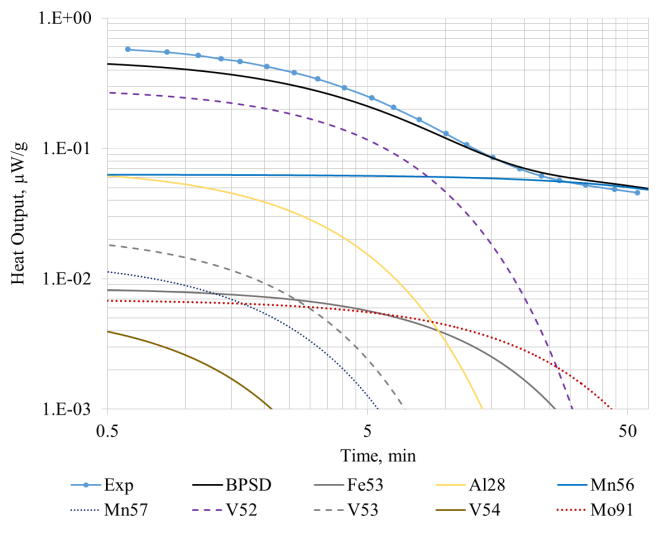 1.E+00
1.E-01
1.E-02
1.E-03
Heat Output, µW/g
0.5 5 50
Time, min
Exp BPSD Fe53 Al28 Mn56
Mn57 V52 V53 V54 Mo91